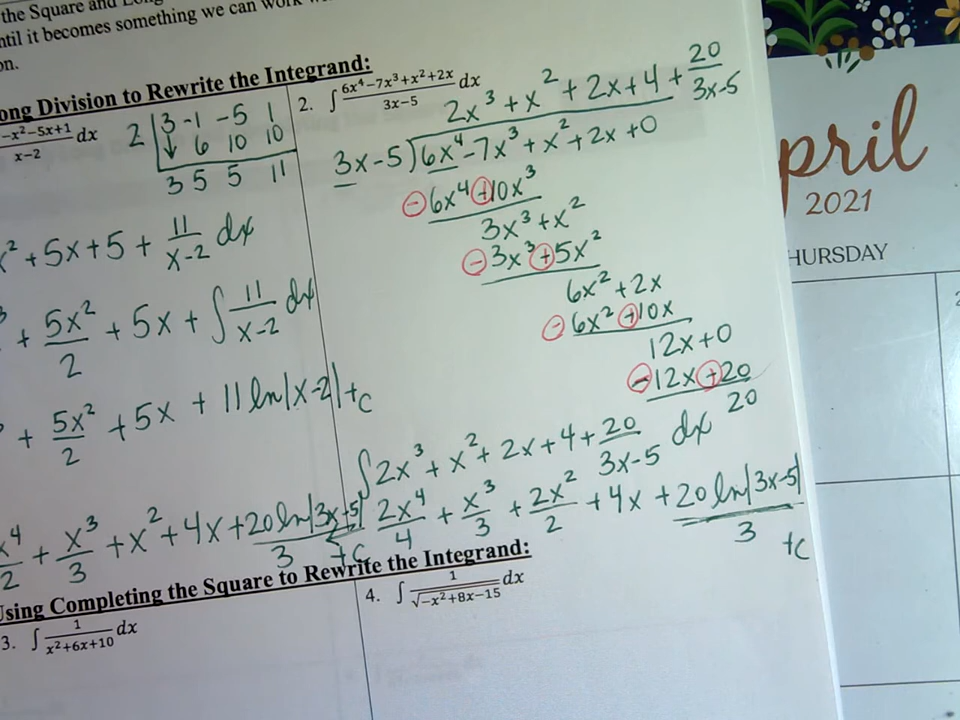 the Square and
ntil it becomes something we can work
on.
ong Division to Rewrite the Integrand:
−x²−5x+1
x−2 dx
2 | 3 -1 -5 1
↓ 6 10 10
3 5 5 11
x² + 5x + 5 + 11/(x-2) dx
+ 5x²/2 + 5x + ∫ 11/(x-2) dx
+ 5x²/2 + 5x + 11 ln|x-2| + c
2. ∫ (6x⁴−7x³+x²+2x)/(3x−5) dx
2x³ + x² + 2x + 4 + 20/(3x-5)
3x-5)6x⁴-7x³+x²+2x+0
- 6x⁴ + 10x³
3x³ + x²
- 3x³ + 5x²
6x² + 2x
- 6x² + 10x
12x + 0
- 12x + 20
20
∫ 2x³ + x² + 2x + 4 + 20/(3x-5) dx
2x⁴/4 + x³/3 + 2x²/2 + 4x + 20 ln|3x-5|/3 + c
x⁴/2 + x³/3 + x² + 4x + 20 ln|3x-5|/3 + c
Using Completing the Square to Rewrite the Integrand:
3. ∫ 1/(x²+6x+10) dx
4. ∫ 1/√(−x²+8x−15) dx
pril
2021
HURSDAY